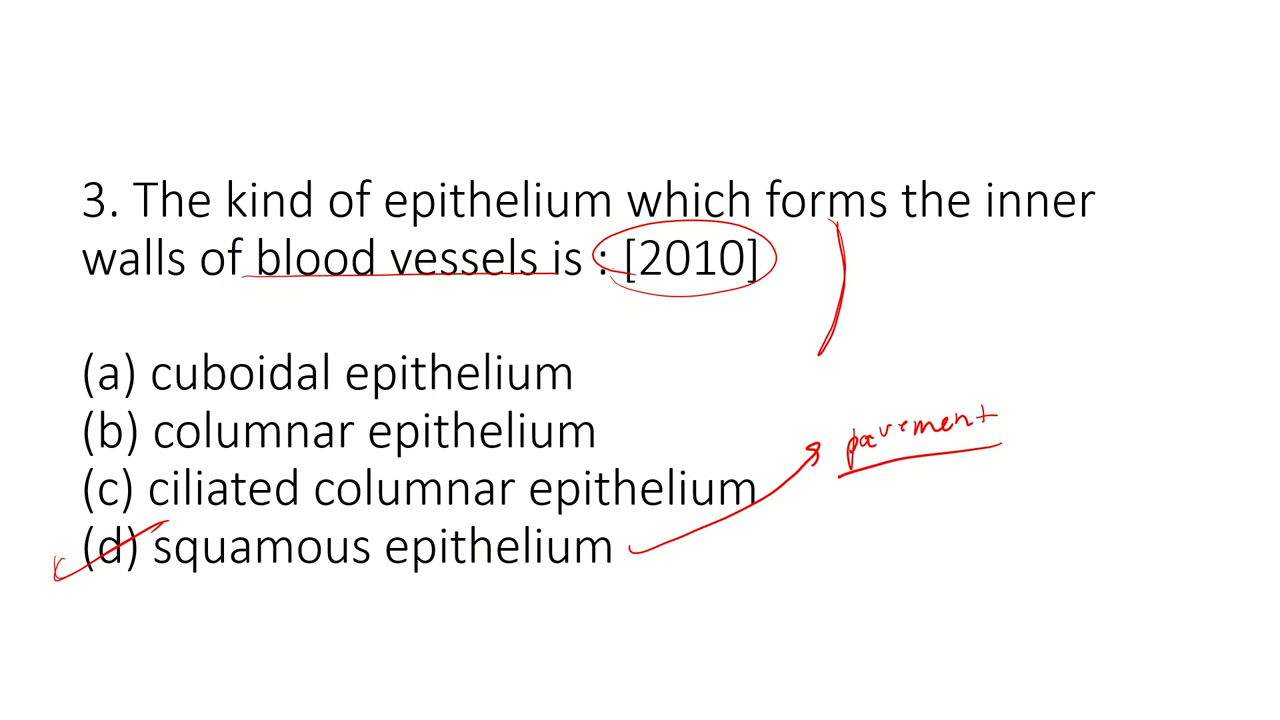 3. The kind of epithelium which forms the inner
walls of blood vessels is : [2010]
(a) cuboidal epithelium
(b) columnar epithelium
(c) ciliated columnar epithelium
(d) squamous epithelium
pavement